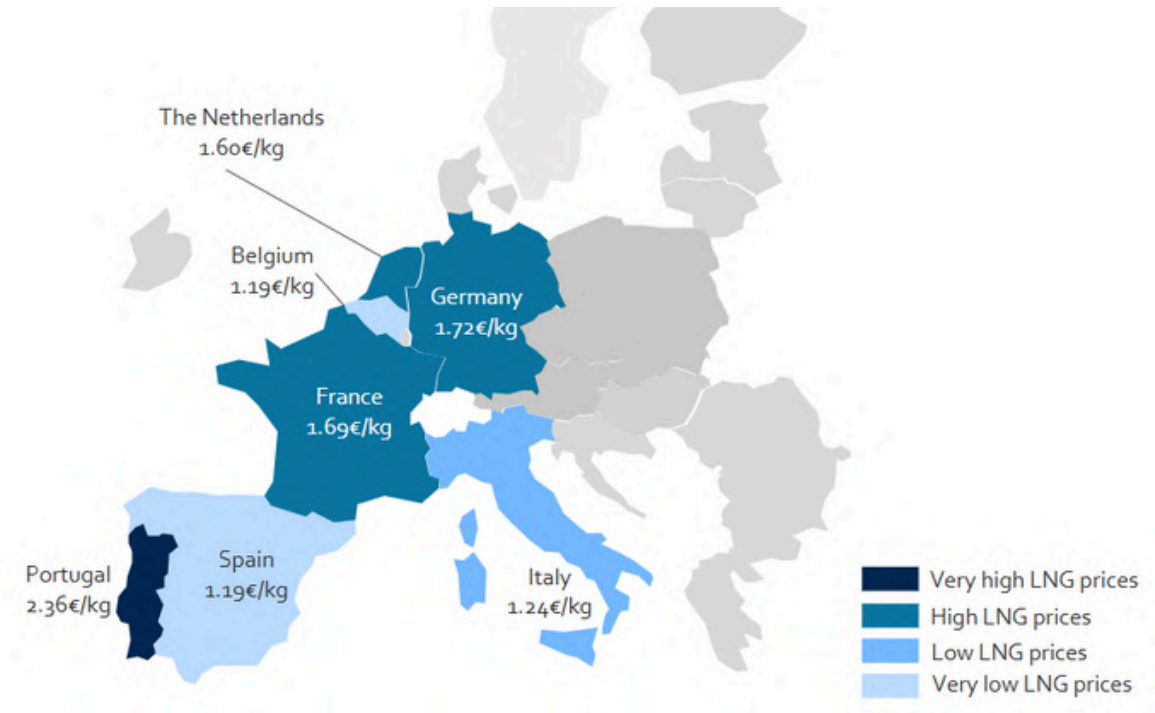 The Netherlands
1.60€/kg
Belgium
1.19€/kg
Germany
1.72€/kg
France
1.69€/kg
Spain
1.19€/kg
Portugal
2.36€/kg
Italy
1.24€/kg
Very high LNG prices
High LNG prices
Low LNG prices
Very low LNG prices